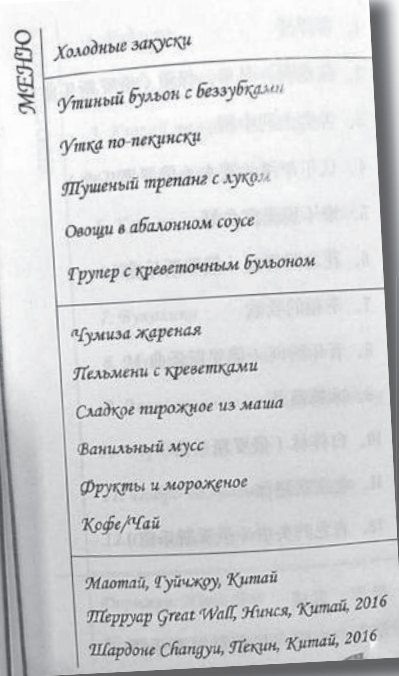 МЕНЮ
Холодные закуски
Утиный бульон с беззубками
Утка по-пекински
Тушеный трепанг с луком
Овощи в абалонном соусе
Групер с креветочным бульоном
Чумиза жареная
Пельмени с креветками
Сладкое пирожное из маша
Ванильный мусс
Фрукты и мороженое
Кофе/Чай
Маотай, Гуйчжоу, Китай
Терруар Great Wall, Нинся, Китай, 2016
Шардоне Changyu, Пекин, Китай, 2016